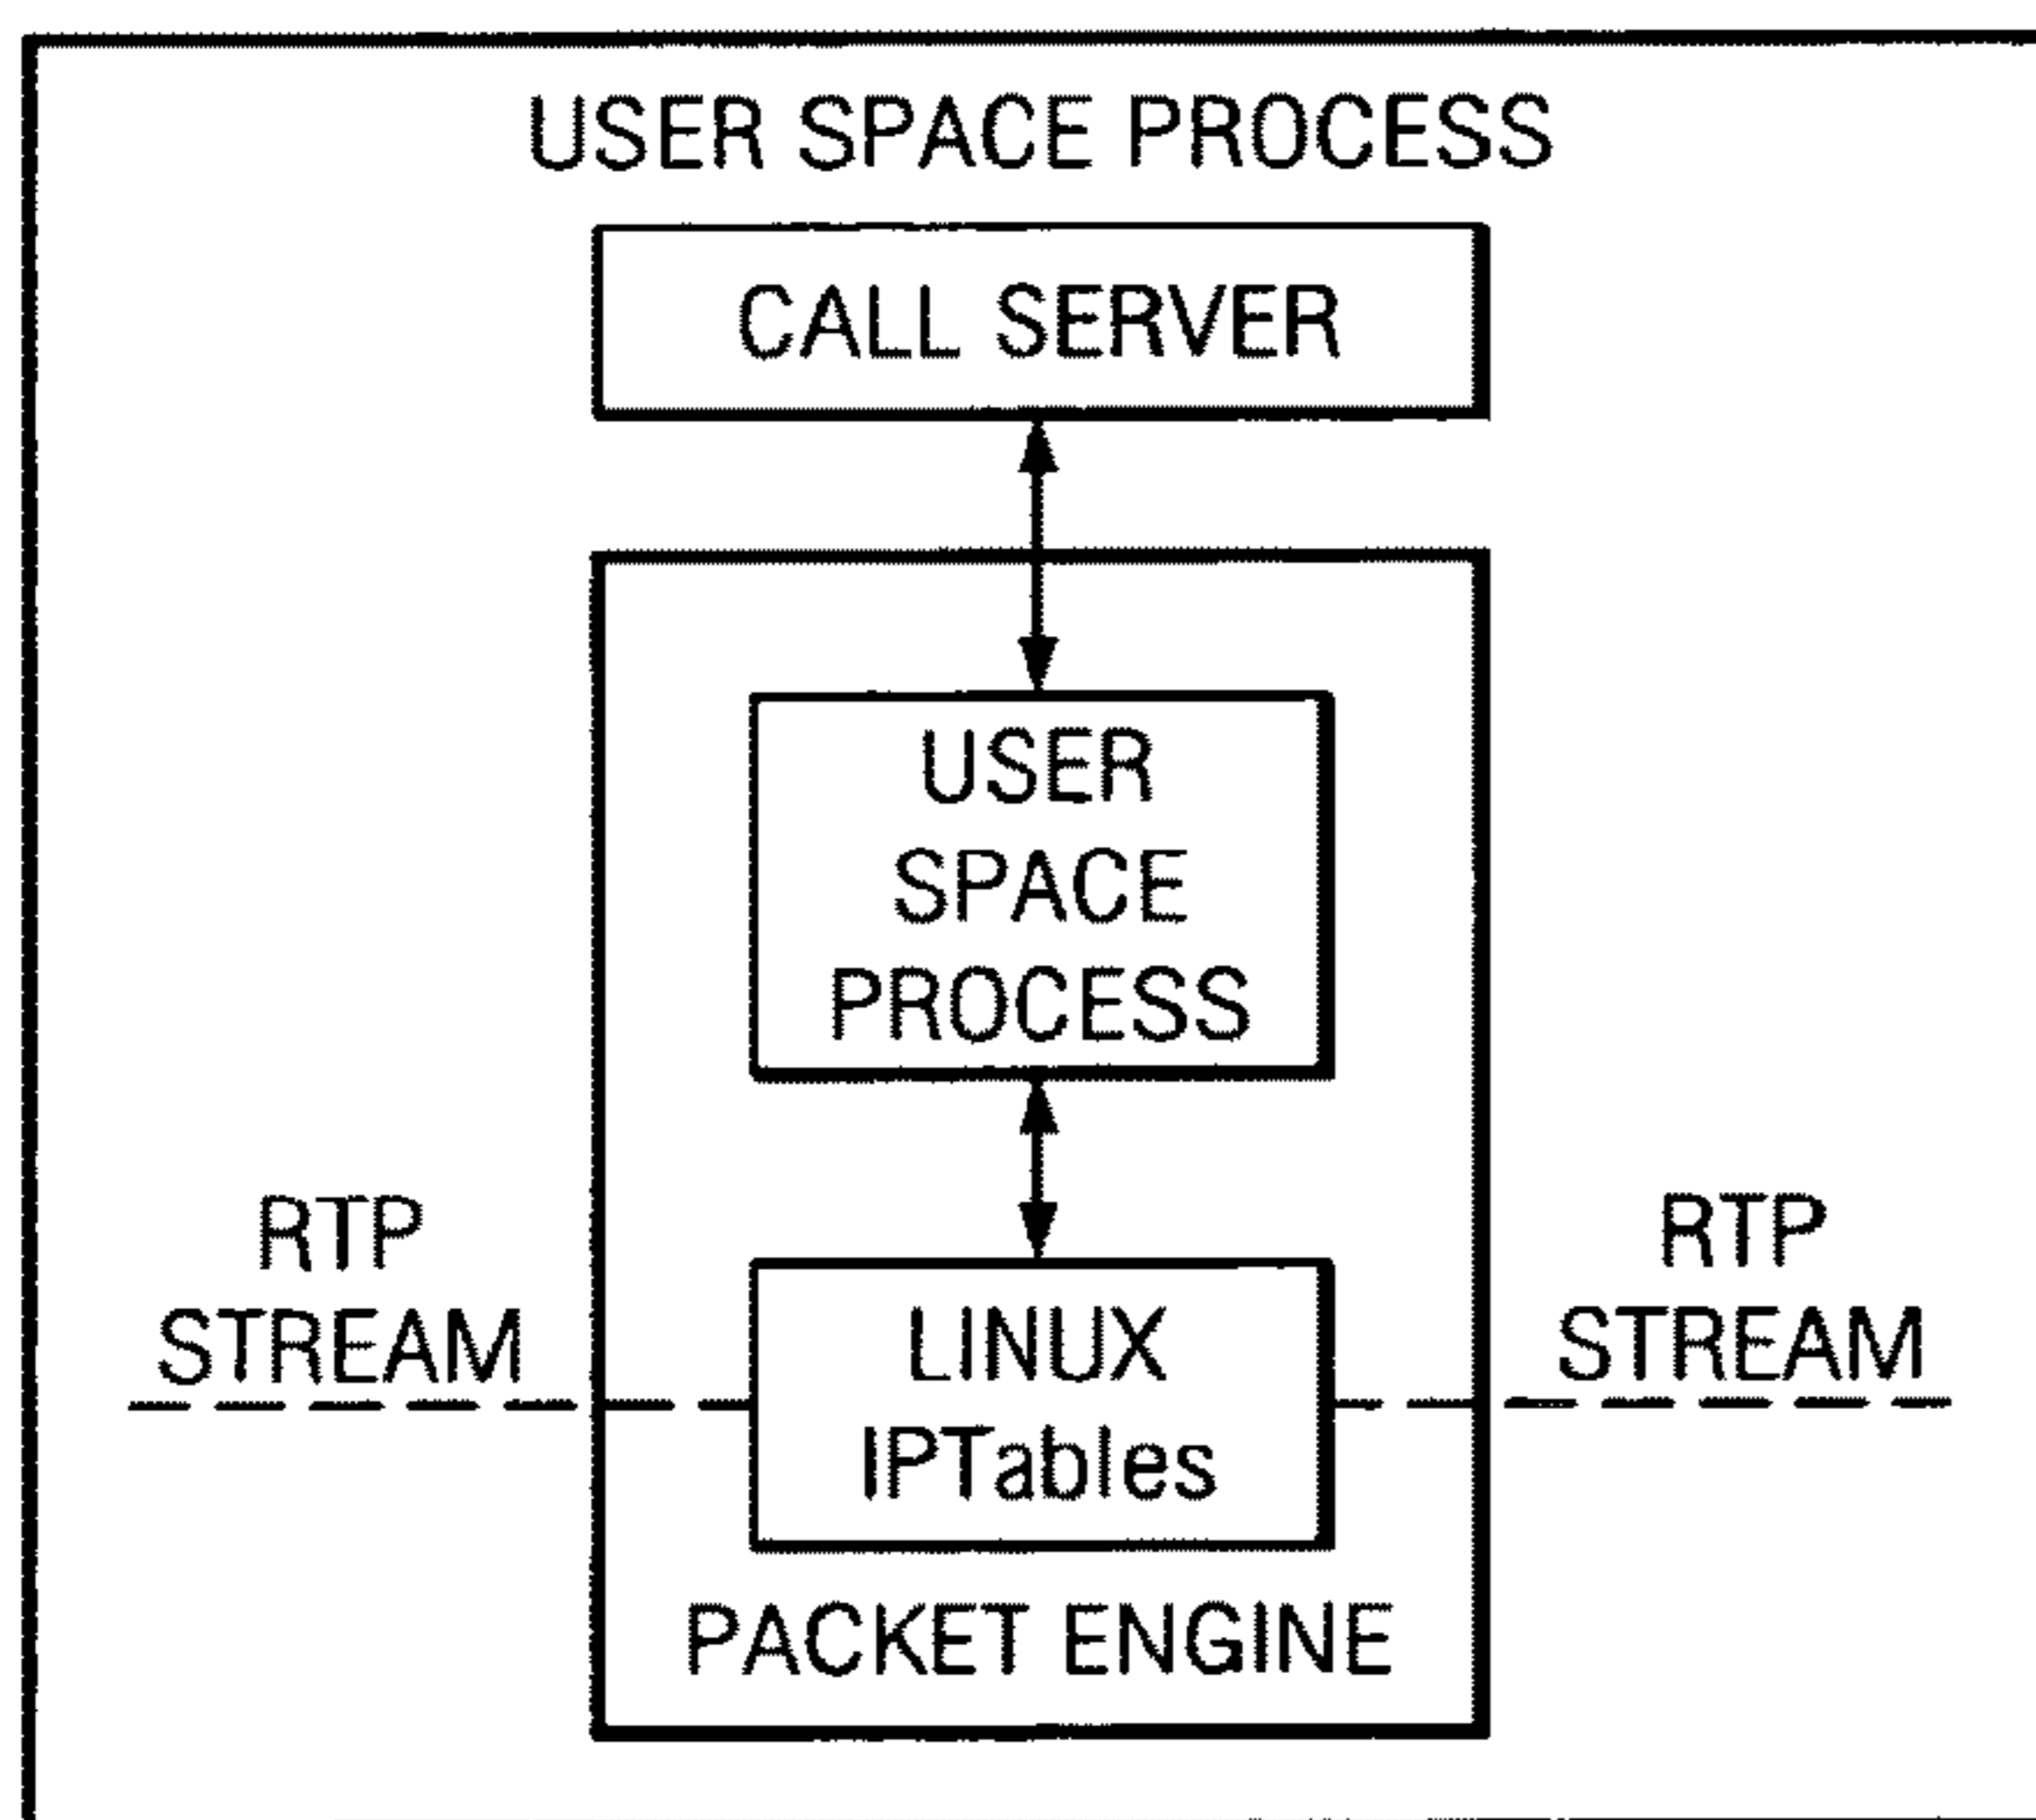 USER SPACE PROCESS
CALL SERVER
USER
SPACE
PROCESS
RTP
STREAM
LINUX
IPTables
RTP
STREAM
PACKET ENGINE